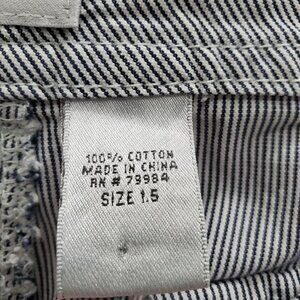 100% COTTON
MADE IN CHINA
RN # 79984
SIZE 1.5